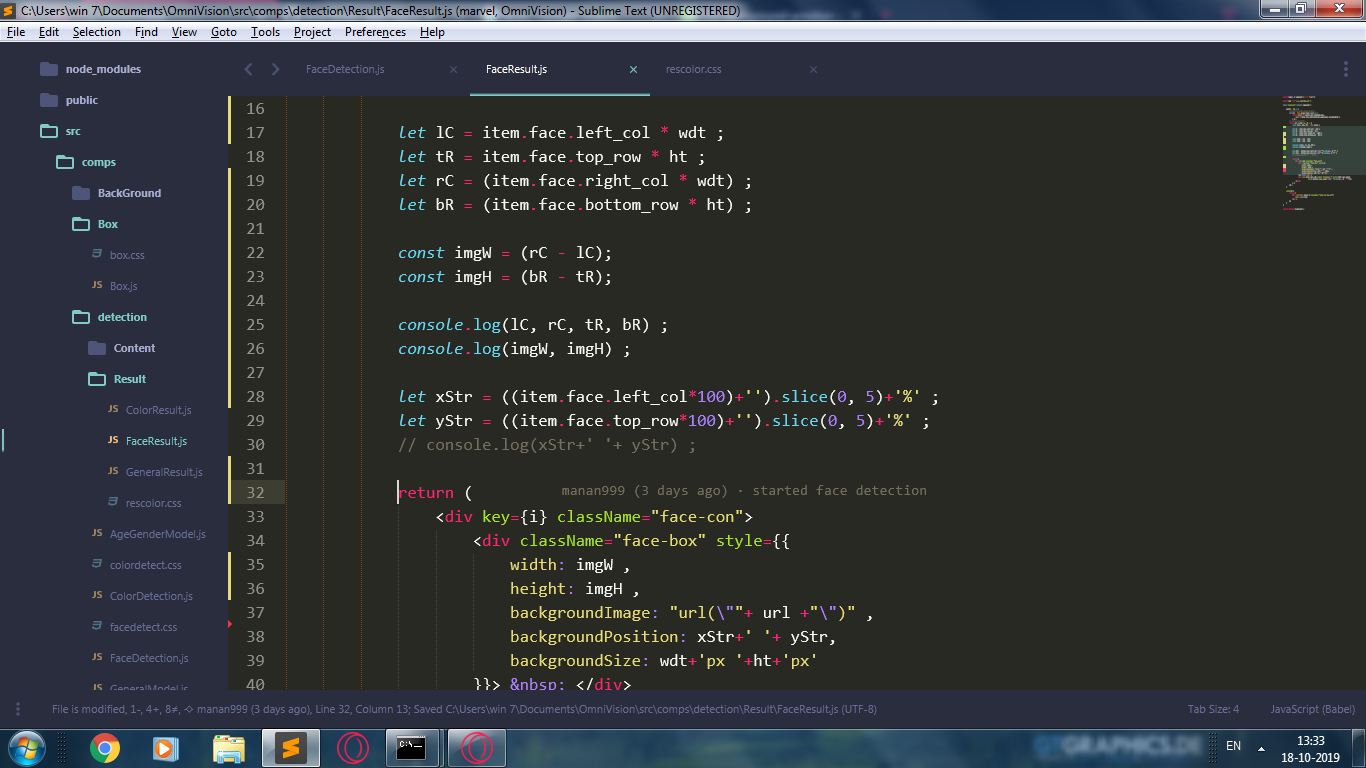 C:\Users\win 7\Documents\OmniVision\src\comps\detection\Result\FaceResult.js (marvel, OmniVision) - Sublime Text (UNREGISTERED)
File Edit Selection Find View Goto Tools Project Preferences Help
node_modules
public
src
comps
BackGround
Box
box.css
JS Box.js
detection
Content
Result
JS ColorResult.js
JS FaceResult.js
JS GeneralResult.js
rescolor.css
JS AgeGenderModel.js
colordetect.css
JS ColorDetection.js
facedetect.css
JS FaceDetection.js
JS GeneralModel.js
FaceDetection.js × FaceResult.js × rescolor.css ×
16
17 let lC = item.face.left_col * wdt ;
18 let tR = item.face.top_row * ht ;
19 let rC = (item.face.right_col * wdt) ;
20 let bR = (item.face.bottom_row * ht) ;
21
22 const imgW = (rC - lC);
23 const imgH = (bR - tR);
24
25 console.log(lC, rC, tR, bR) ;
26 console.log(imgW, imgH) ;
27
28 let xStr = ((item.face.left_col*100)+'').slice(0, 5)+'%' ;
29 let yStr = ((item.face.top_row*100)+'').slice(0, 5)+'%' ;
30 // console.log(xStr+' '+ yStr) ;
31
32 return ( manan999 (3 days ago) · started face detection
33 <div key={i} className="face-con">
34 <div className="face-box" style={{
35 width: imgW ,
36 height: imgH ,
37 backgroundImage: "url(\""+ url +"\")" ,
38 backgroundPosition: xStr+' '+ yStr,
39 backgroundSize: wdt+'px '+ht+'px'
40 }}> &nbsp; </div>
File is modified, 1-, 4+, 8≠, manan999 (3 days ago), Line 32, Column 13; Saved C:\Users\win 7\Documents\OmniVision\src\comps\detection\Result\FaceResult.js (UTF-8) Tab Size: 4 JavaScript (Babel)
C:\_
EN
13:33
18-10-2019